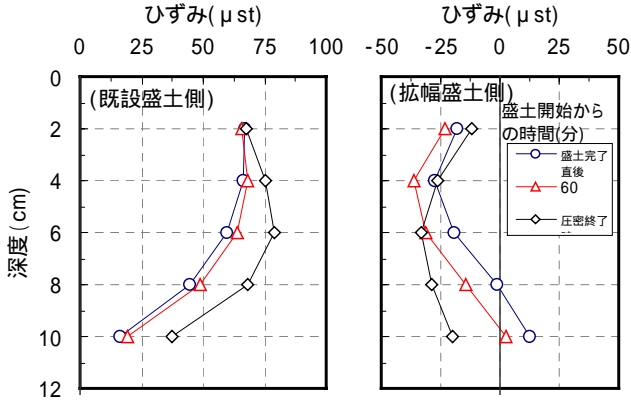 ひずみ(μst)
0 25 50 75 100
ひずみ(μst)
-50 -25 0 25 50
深度(cm)
0
2
4
6
8
10
12
(既設盛土側)
(拡幅盛土側)
盛土開始から
の時間(分)
盛土完了
直後
60
圧密終了